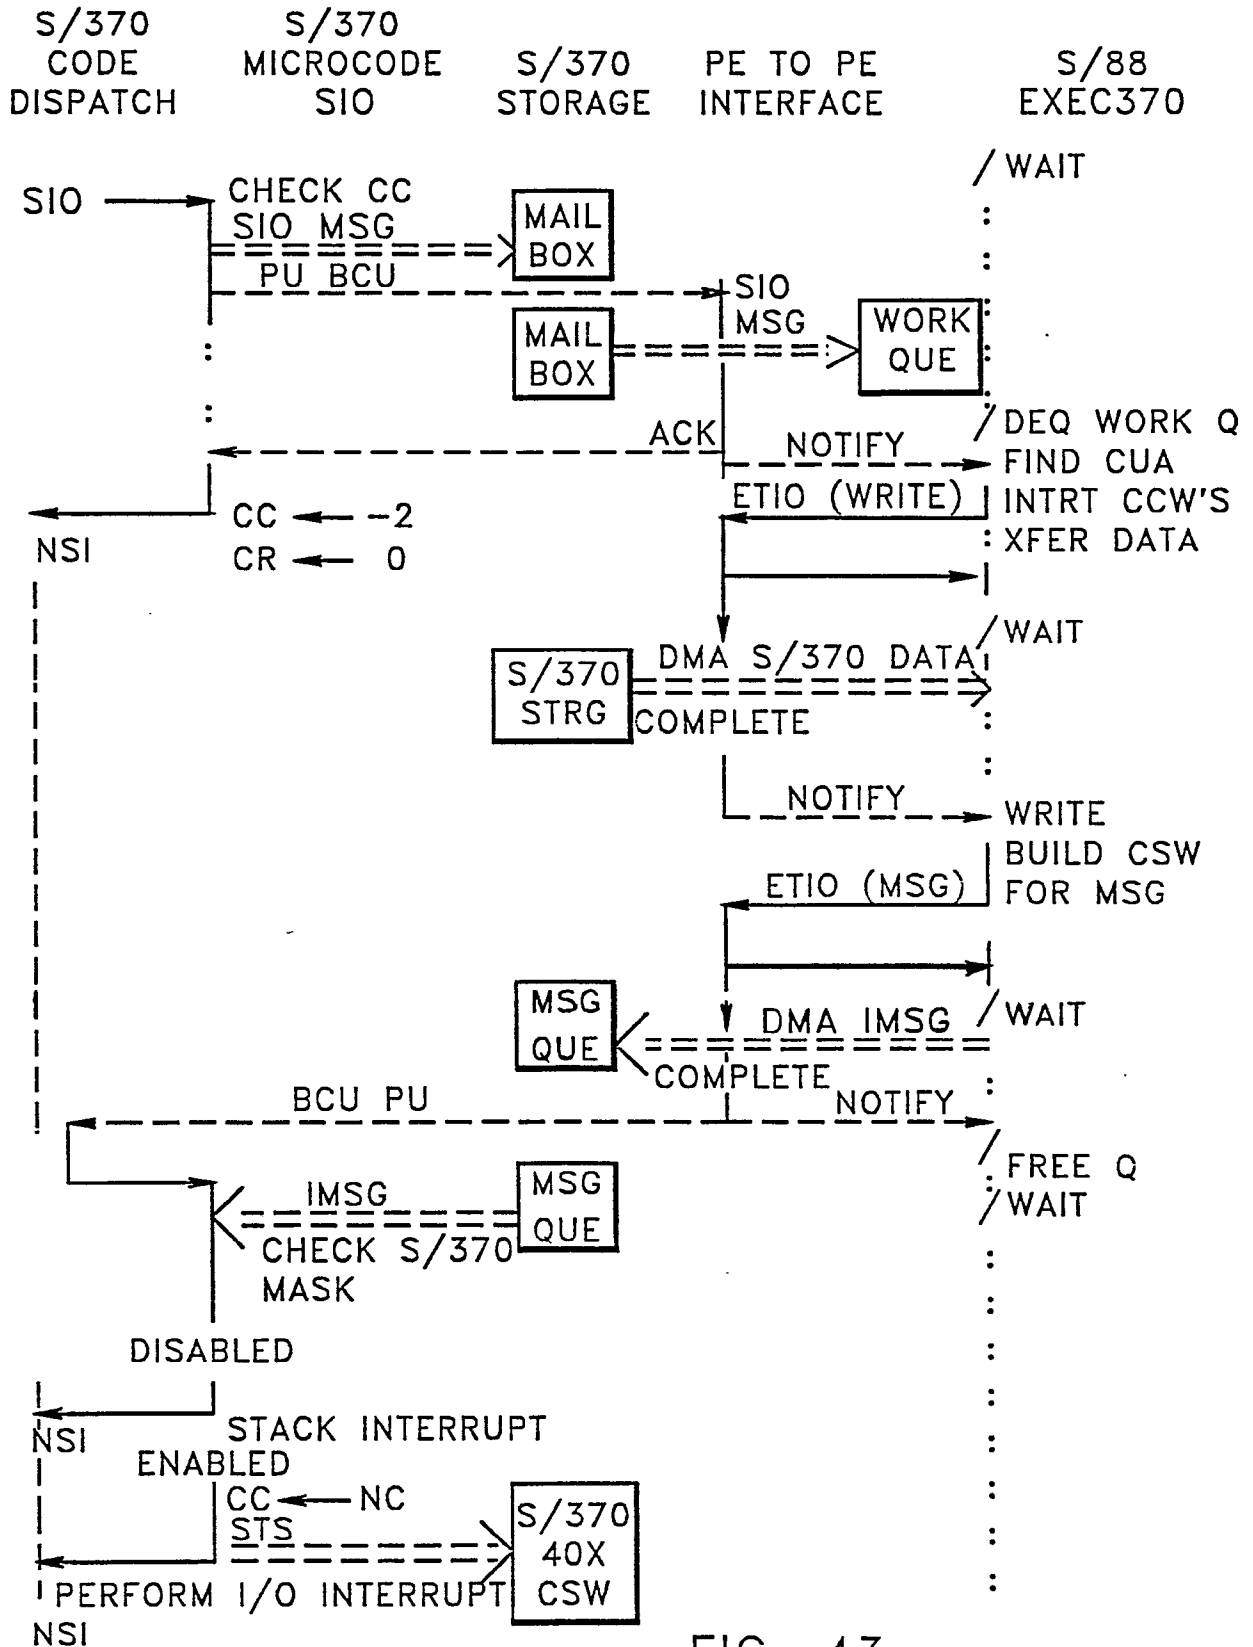 S/370
CODE
DISPATCH
S/370
MICROCODE
SIO
S/370
STORAGE
PE TO PE
INTERFACE
S/88
EXEC370
WAIT
SIO
CHECK CC
SIO MSG
MAIL
BOX
PU BCU
SIO
MSG
MAIL
BOX
WORK
QUE
ACK
NOTIFY
DEQ WORK Q
FIND CUA
INTRT CCW'S
XFER DATA
ETIO (WRITE)
CC -2
CR 0
NSI
WAIT
S/370
STRG
DMA S/370 DATA
COMPLETE
NOTIFY
WRITE
BUILD CSW
FOR MSG
ETIO (MSG)
WAIT
MSG
QUE
DMA IMSG
COMPLETE
BCU PU
NOTIFY
FREE Q
WAIT
IMSG
MSG
QUE
CHECK S/370
MASK
DISABLED
NSI
STACK INTERRUPT
ENABLED
CC NC
STS
S/370
40X
CSW
PERFORM I/O INTERRUPT
NSI
FIG. 43